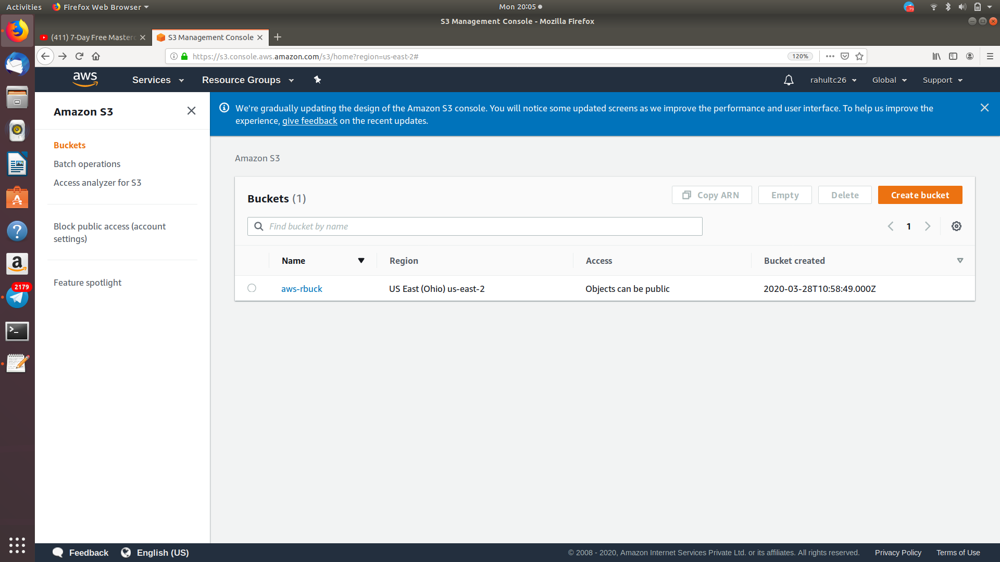 Activities
Firefox Web Browser
Mon 20:05
79
S3 Management Console - Mozilla Firefox
(411) 7-Day Free Masterc
S3 Management Console
https://s3.console.aws.amazon.com/s3/home?region=us-east-2#
120%
aws
Services
Resource Groups
rahultc26
Global
Support
Amazon S3
Buckets
Batch operations
Access analyzer for S3
Block public access (account
settings)
Feature spotlight
We're gradually updating the design of the Amazon S3 console. You will notice some updated screens as we improve the performance and user interface. To help us improve the
experience, give feedback on the recent updates.
Amazon S3
Buckets (1)
Copy ARN
Empty
Delete
Create bucket
Find bucket by name
1
Name
Region
Access
Bucket created
aws-rbuck
US East (Ohio) us-east-2
Objects can be public
2020-03-28T10:58:49.000Z
2179
Feedback
English (US)
© 2008 - 2020, Amazon Internet Services Private Ltd. or its affiliates. All rights reserved.
Privacy Policy
Terms of Use